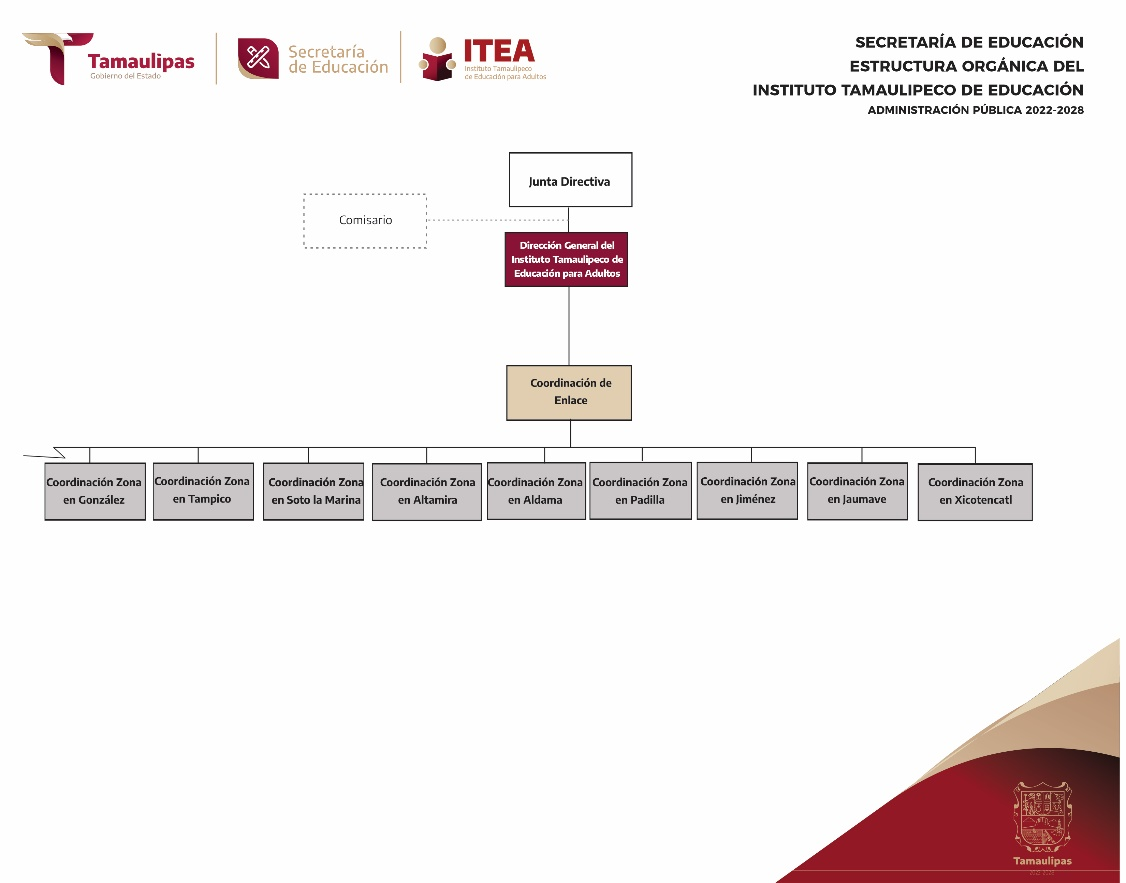 Tamaulipas
Gobierno del Estado
Secretaría
de Educación
ITEA
Instituto Tamaulipeco
de Educación para Adultos
SECRETARÍA DE EDUCACIÓN
ESTRUCTURA ORGÁNICA DEL
INSTITUTO TAMAULIPECO DE EDUCACIÓN
ADMINISTRACIÓN PÚBLICA 2022-2028
Junta Directiva
Comisario
Dirección General del
Instituto Tamaulipeco de
Educación para Adultos
Coordinación de
Enlace
Coordinación Zona
en González
Coordinación Zona
en Tampico
Coordinación Zona
en Soto la Marina
Coordinación Zona
en Altamira
Coordinación Zona
en Aldama
Coordinación Zona
en Padilla
Coordinación Zona
en Jiménez
Coordinación Zona
en Jaumave
Coordinación Zona
en Xicotencatl
Tamaulipas
2022-2028